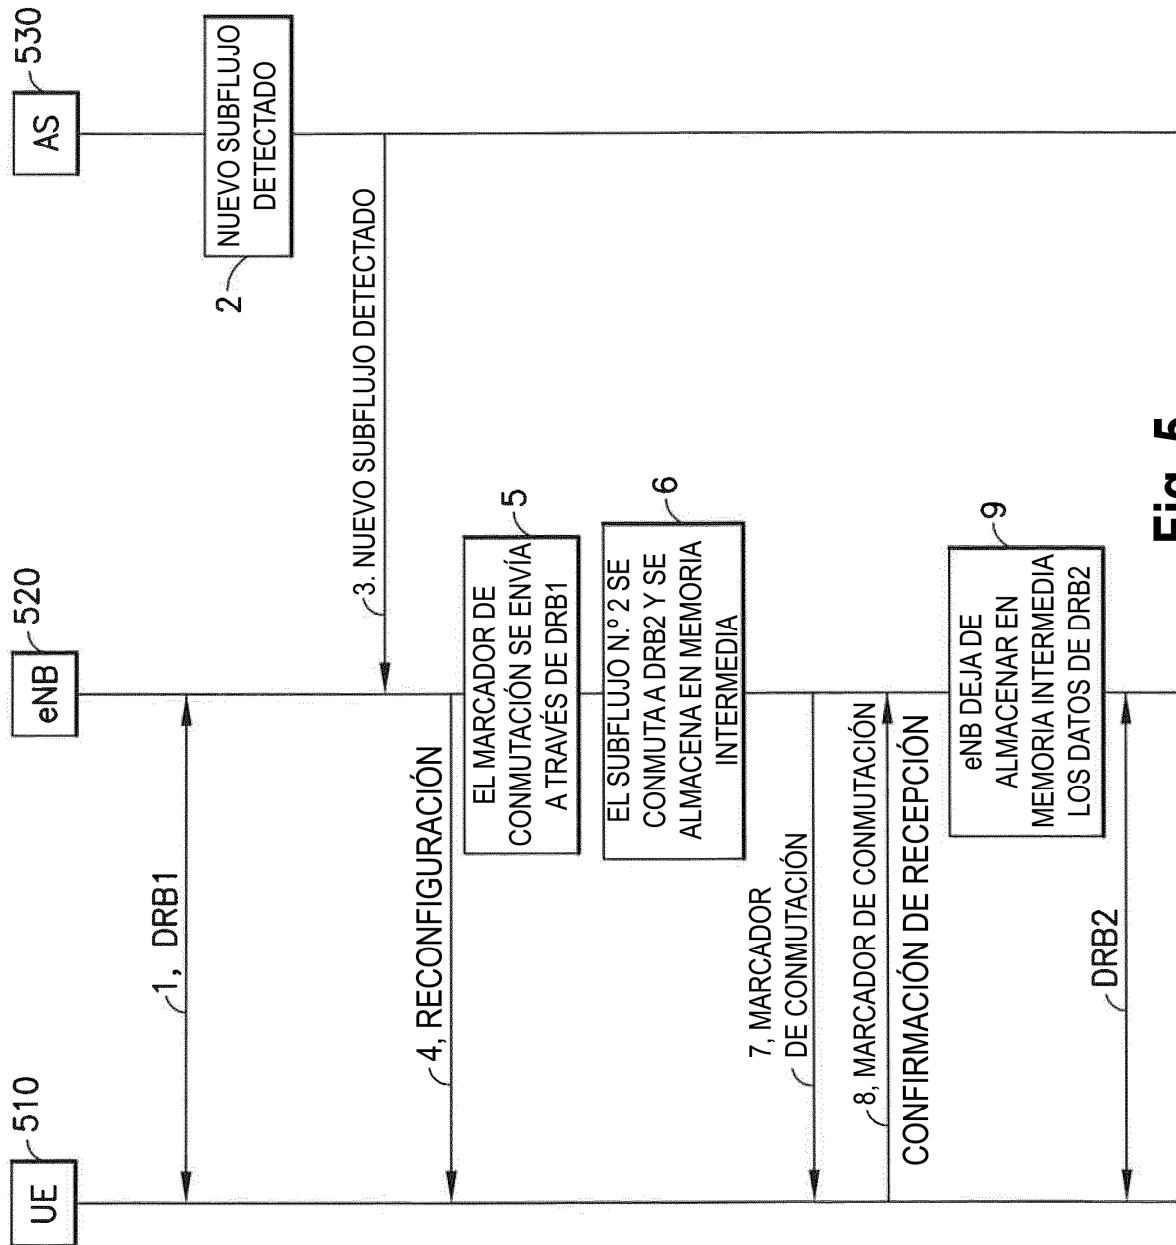 UE
510
eNB
520
AS
530
1, DRB1
NUEVO SUBFLUJO
DETECTADO
2
3. NUEVO SUBFLUJO DETECTADO
4, RECONFIGURACIÓN
EL MARCADOR DE
CONMUTACIÓN SE ENVÍA
A TRAVÉS DE DRB1
5
EL SUBFLUJO N.º 2 SE
CONMUTA A DRB2 Y SE
ALMACENA EN MEMORIA
INTERMEDIA
6
7, MARCADOR
DE CONMUTACIÓN
8, MARCADOR DE CONMUTACIÓN
CONFIRMACIÓN DE RECEPCIÓN
eNB DEJA DE
ALMACENAR EN
MEMORIA INTERMEDIA
LOS DATOS DE DRB2
9
DRB2
Fig. 5